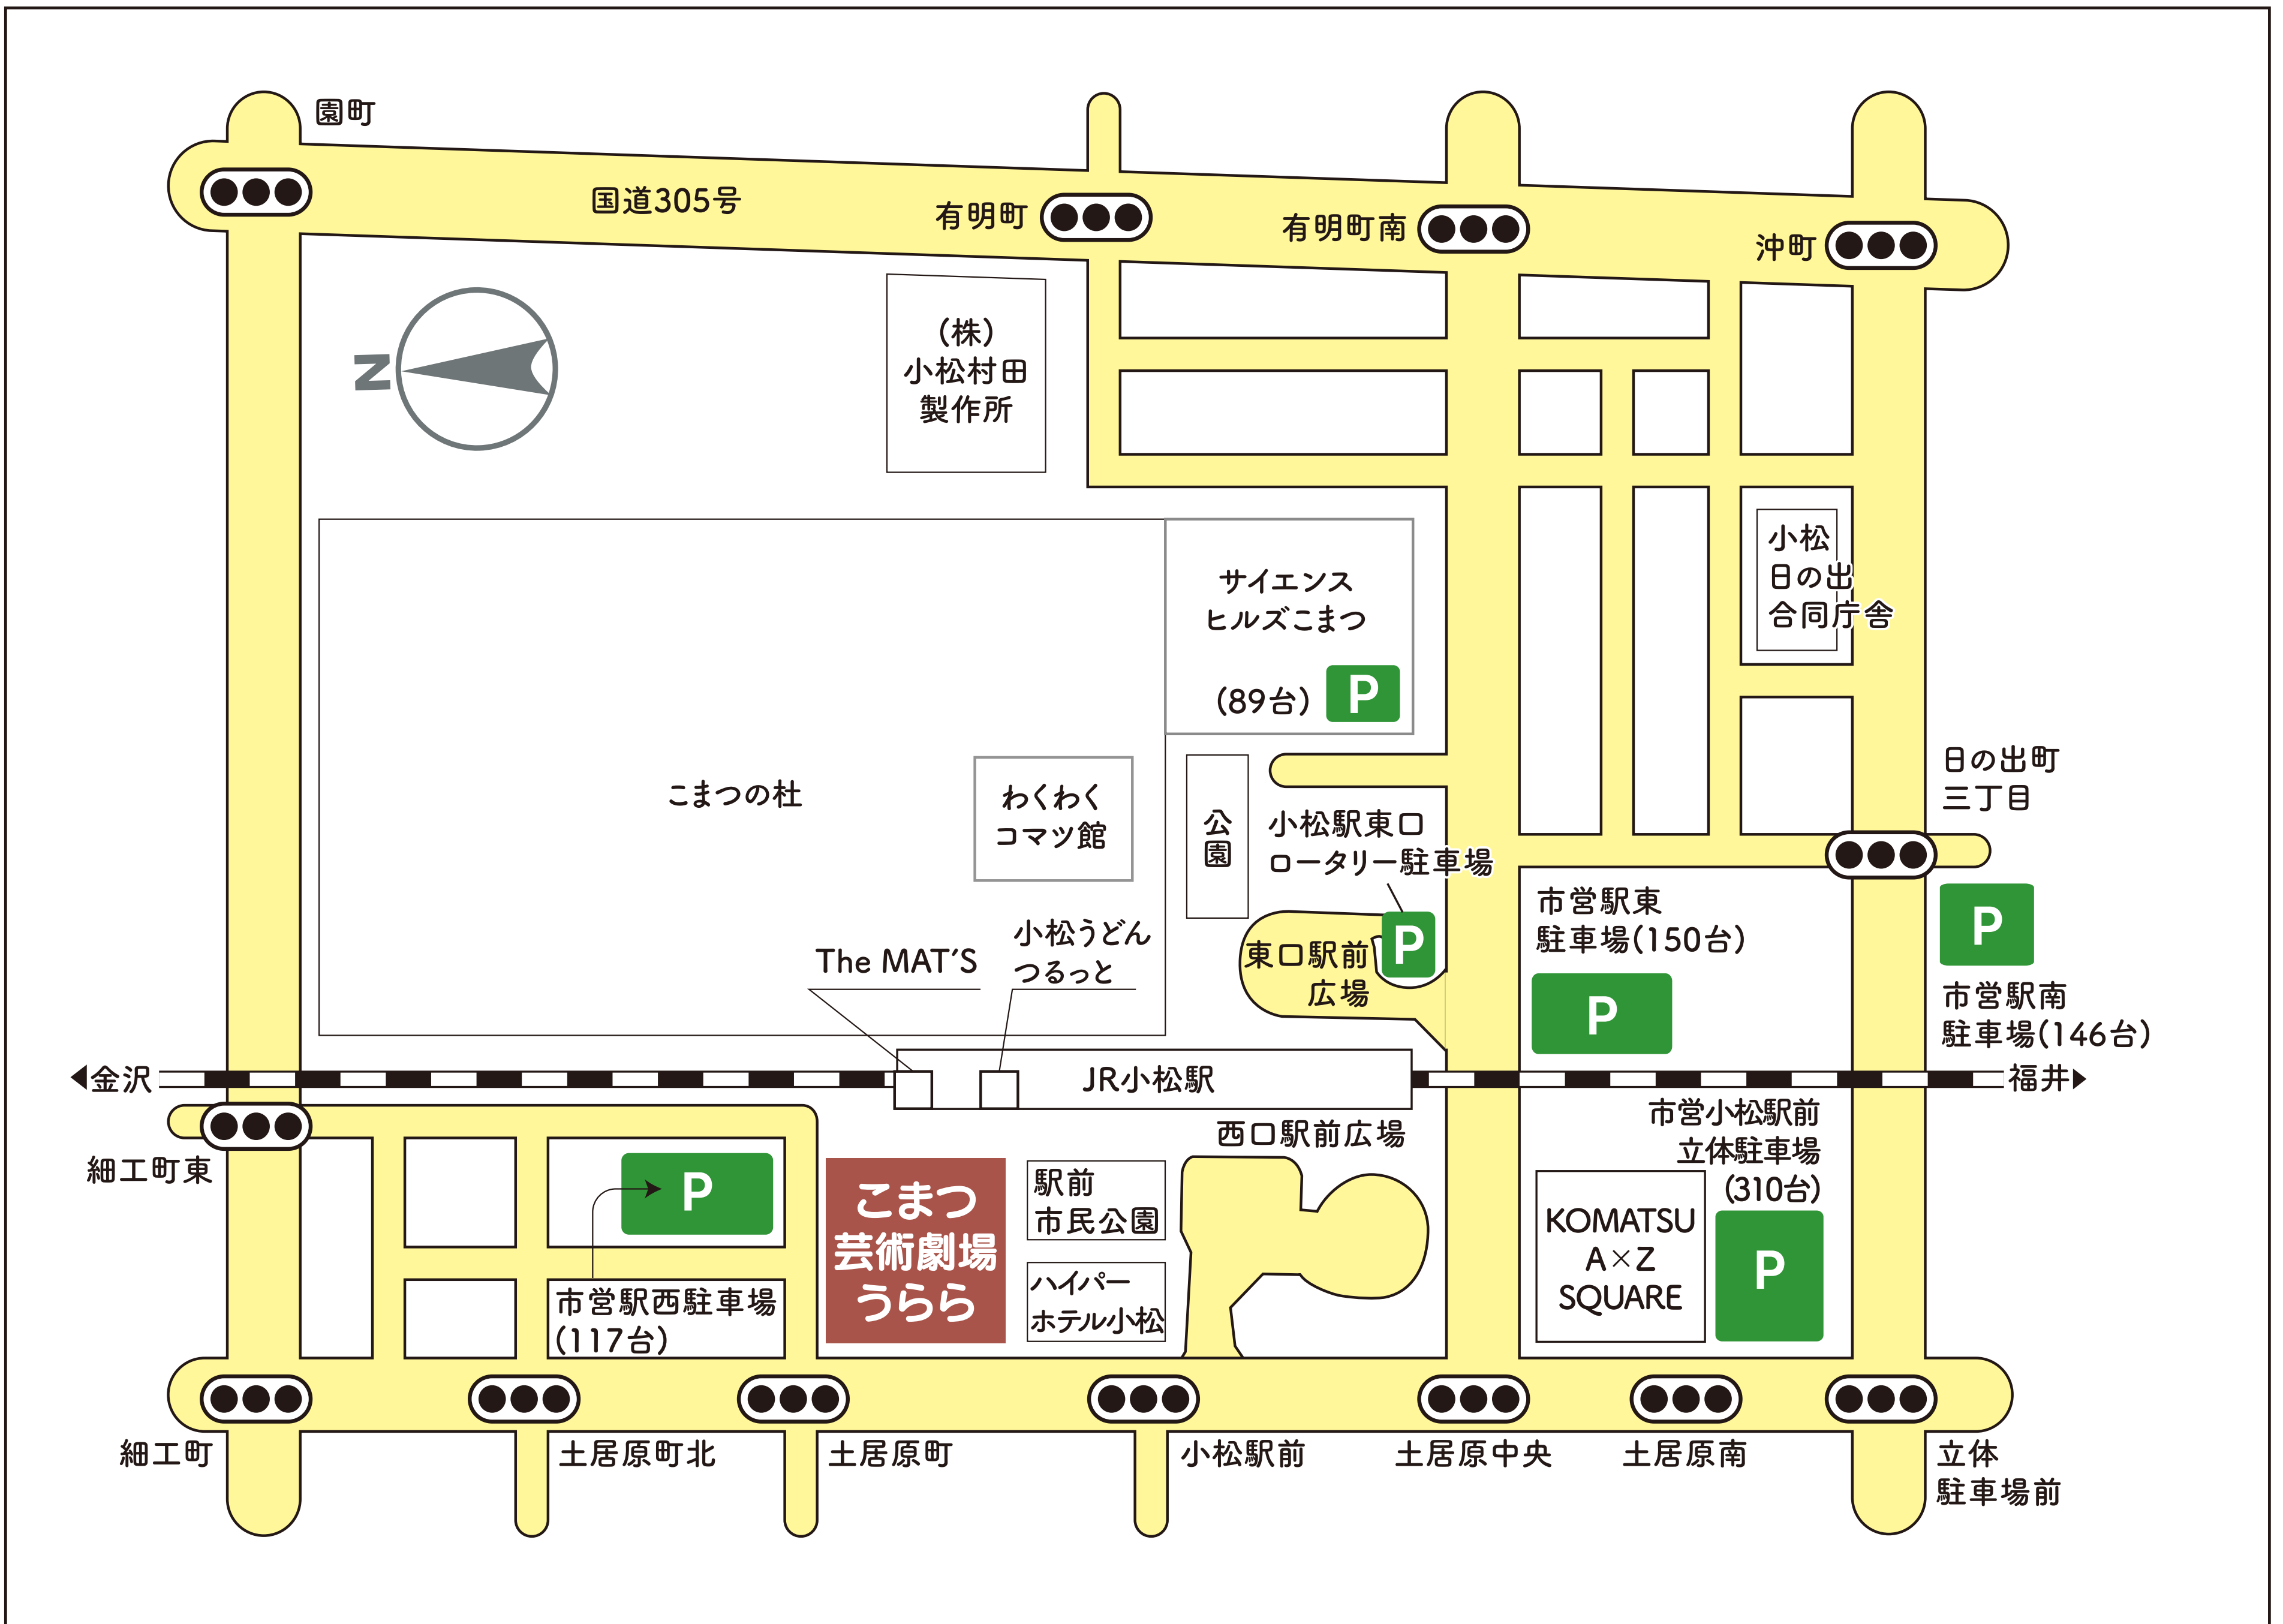 園町
国道305号
有明町
有明町南
沖町
N
(株)
小松村田
製作所
小松
日の出
合同庁舎
サイエンス
ヒルズこまつ
(89台)
P
こまつの杜
わくわく
コマツ館
公園
小松駅東口
ロータリー駐車場
日の出町
三丁目
P
東口駅前
広場
市営駅東
駐車場(150台)
P
P
市営駅南
駐車場(146台)
The MAT'S
小松うどん
つるっと
金沢
JR小松駅
福井
細工町東
西口駅前広場
市営小松駅前
立体駐車場
(310台)
P
P
市営駅西駐車場
(117台)
こまつ
芸術劇場
うらら
駅前
市民公園
ハイパー
ホテル小松
KOMATSU
A×Z
SQUARE
細工町
土居原町北
土居原町
小松駅前
土居原中央
土居原南
立体
駐車場前